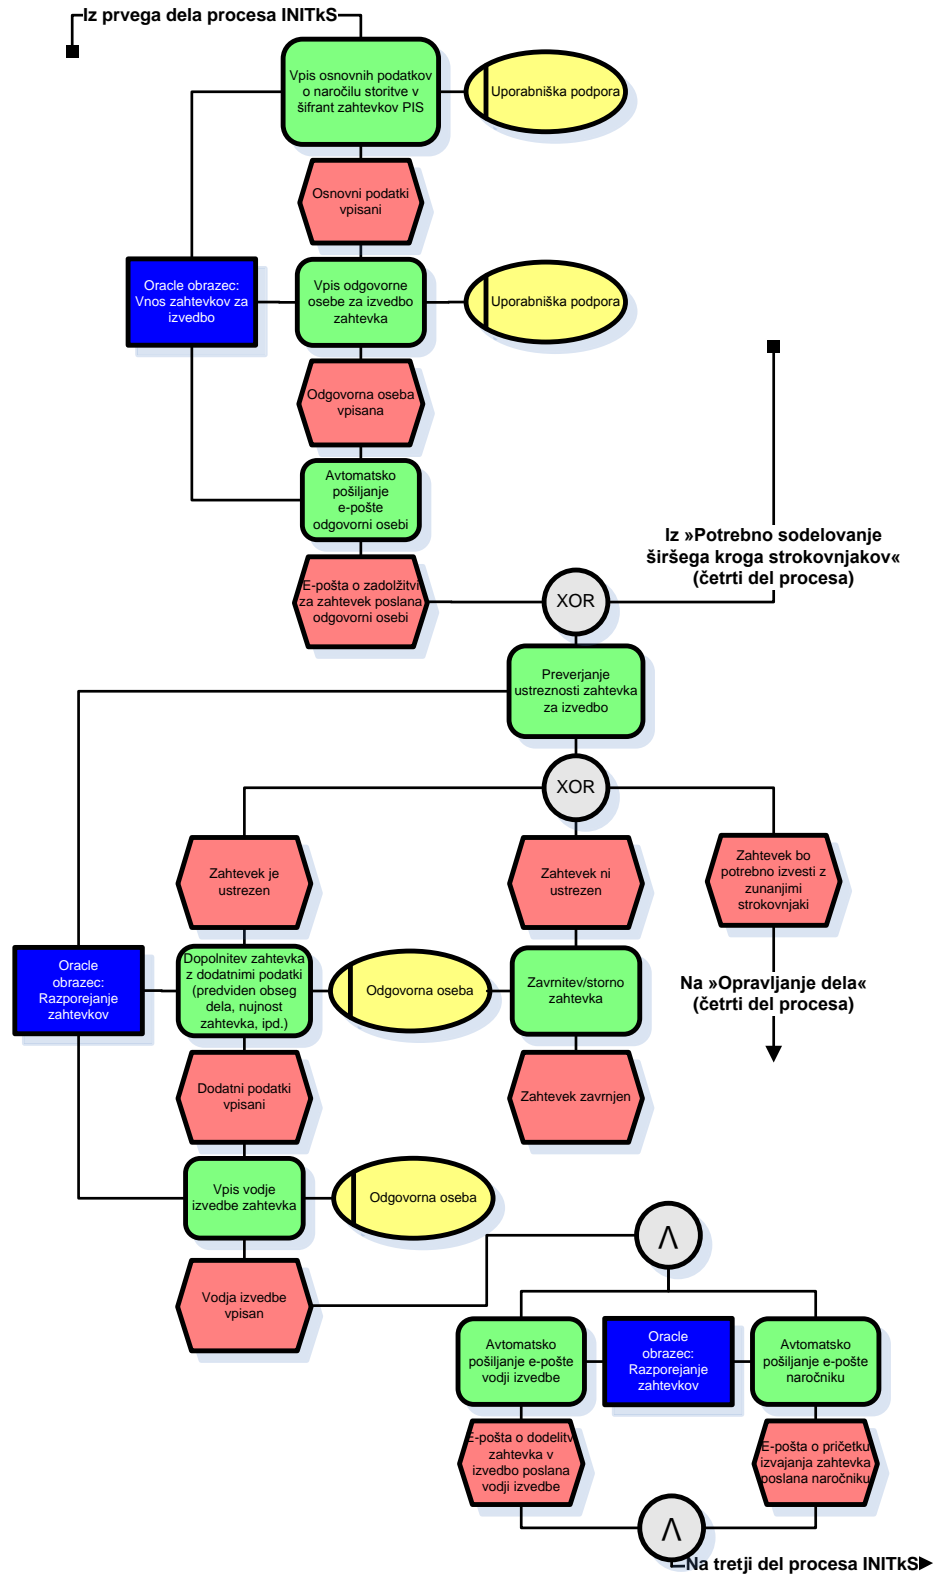 Iz prvega dela procesa INITkS
Vpis osnovnih podatkov
o naročilu storitve v
šifrant zahtevkov PIS
Uporabniška podpora
Osnovni podatki
vpisani
Oracle obrazec:
Vnos zahtevkov za
izvedbo
Vpis odgovorne
osebe za izvedbo
zahtevka
Uporabniška podpora
Odgovorna oseba
vpisana
Avtomatsko
pošiljanje
e-pošte
odgovorni osebi
Iz »Potrebno sodelovanje
širšega kroga strokovnjakov«
(četrti del procesa)
E-pošta o zadolžitvi
za zahtevek poslana
odgovorni osebi
XOR
Preverjanje
ustreznosti zahtevka
za izvedbo
XOR
Zahtevek je
ustrezen
Zahtevek ni
ustrezen
Zahtevek bo
potrebno izvesti z
zunanjimi
strokovnjaki
Oracle
obrazec:
Razporejanje
zahtevkov
Dopolnitev zahtevka
z dodatnimi podatki
(predviden obseg
dela, nujnost
zahtevka, ipd.)
Odgovorna oseba
Zavrnitev/storno
zahtevka
Na »Opravljanje dela«
(četrti del procesa)
Dodatni podatki
vpisani
Zahtevek zavrnjen
Vpis vodje
izvedbe zahtevka
Odgovorna oseba
Λ
Vodja izvedbe
vpisan
Avtomatsko
pošiljanje e-pošte
vodji izvedbe
Oracle
obrazec:
Razporejanje
zahtevkov
Avtomatsko
pošiljanje e-pošte
naročniku
E-pošta o dodelitvi
zahtevka v
izvedbo poslana
vodji izvedbe
E-pošta o pričetku
izvajanja zahtevka
poslana naročniku
Λ
Na tretji del procesa INITkS